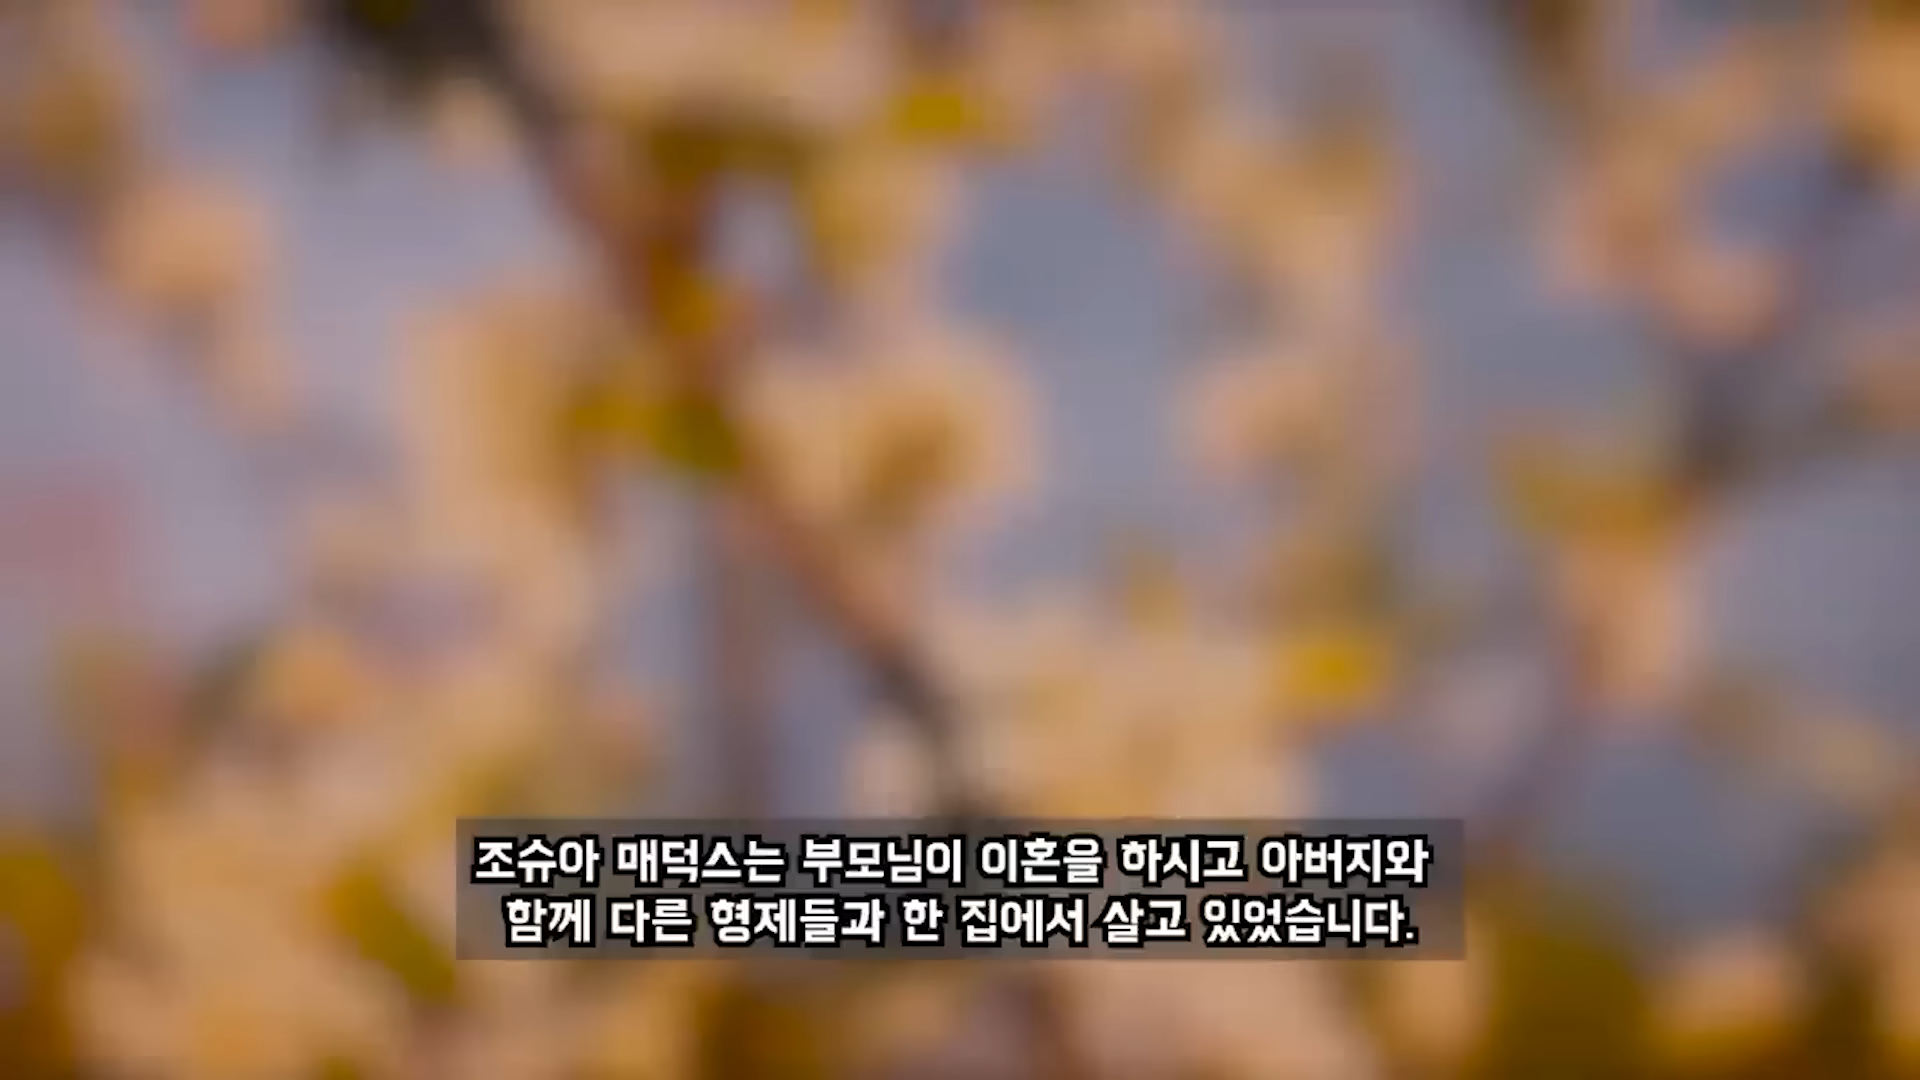 조슈아 매덕스는 부모님이 이혼을 하시고 아버지와
함께 다른 형제들과 한 집에서 살고 있었습니다.